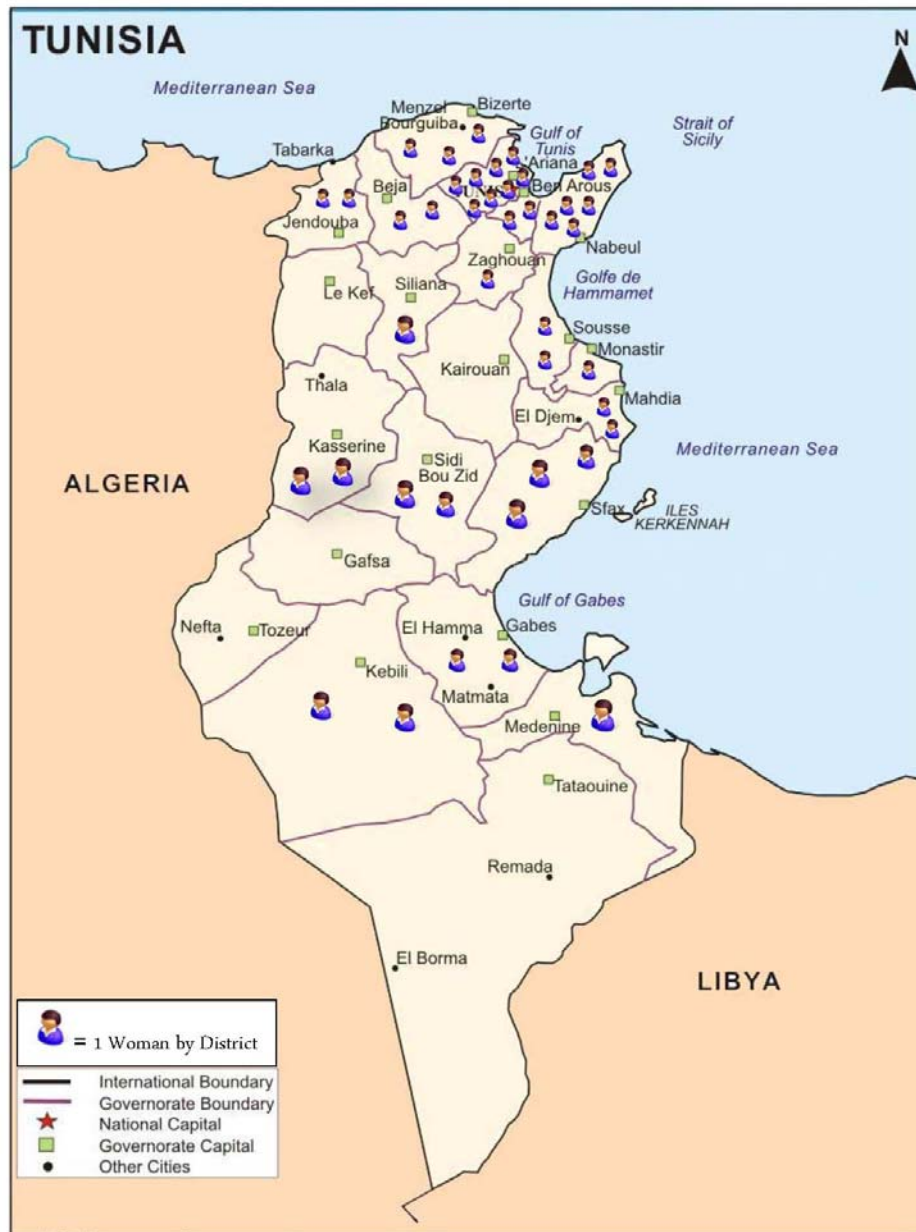 TUNISIA
N
Mediterranean Sea
Bizerte
Menzel
Bourguiba
Strait of
Sicily
Gulf of
Tunis
Tabarka
'Ariana
Beja
TUNIS
Ben Arous
Jendouba
Nabeul
Zaghouan
Le Kef
Siliana
Golfe de
Hammamet
Sousse
Monastir
Kairouan
Thala
Mahdia
El Djem
Kasserine
Sidi
Bou Zid
Mediterranean Sea
ALGERIA
Sfax
ILES
KERKENNAH
Gafsa
Gulf of Gabes
Nefta
Tozeur
El Hamma
Gabes
Kebili
Matmata
Medenine
Tataouine
Remada
El Borma
LIBYA
= 1 Woman by District
International Boundary
Governorate Boundary
National Capital
Governorate Capital
Other Cities